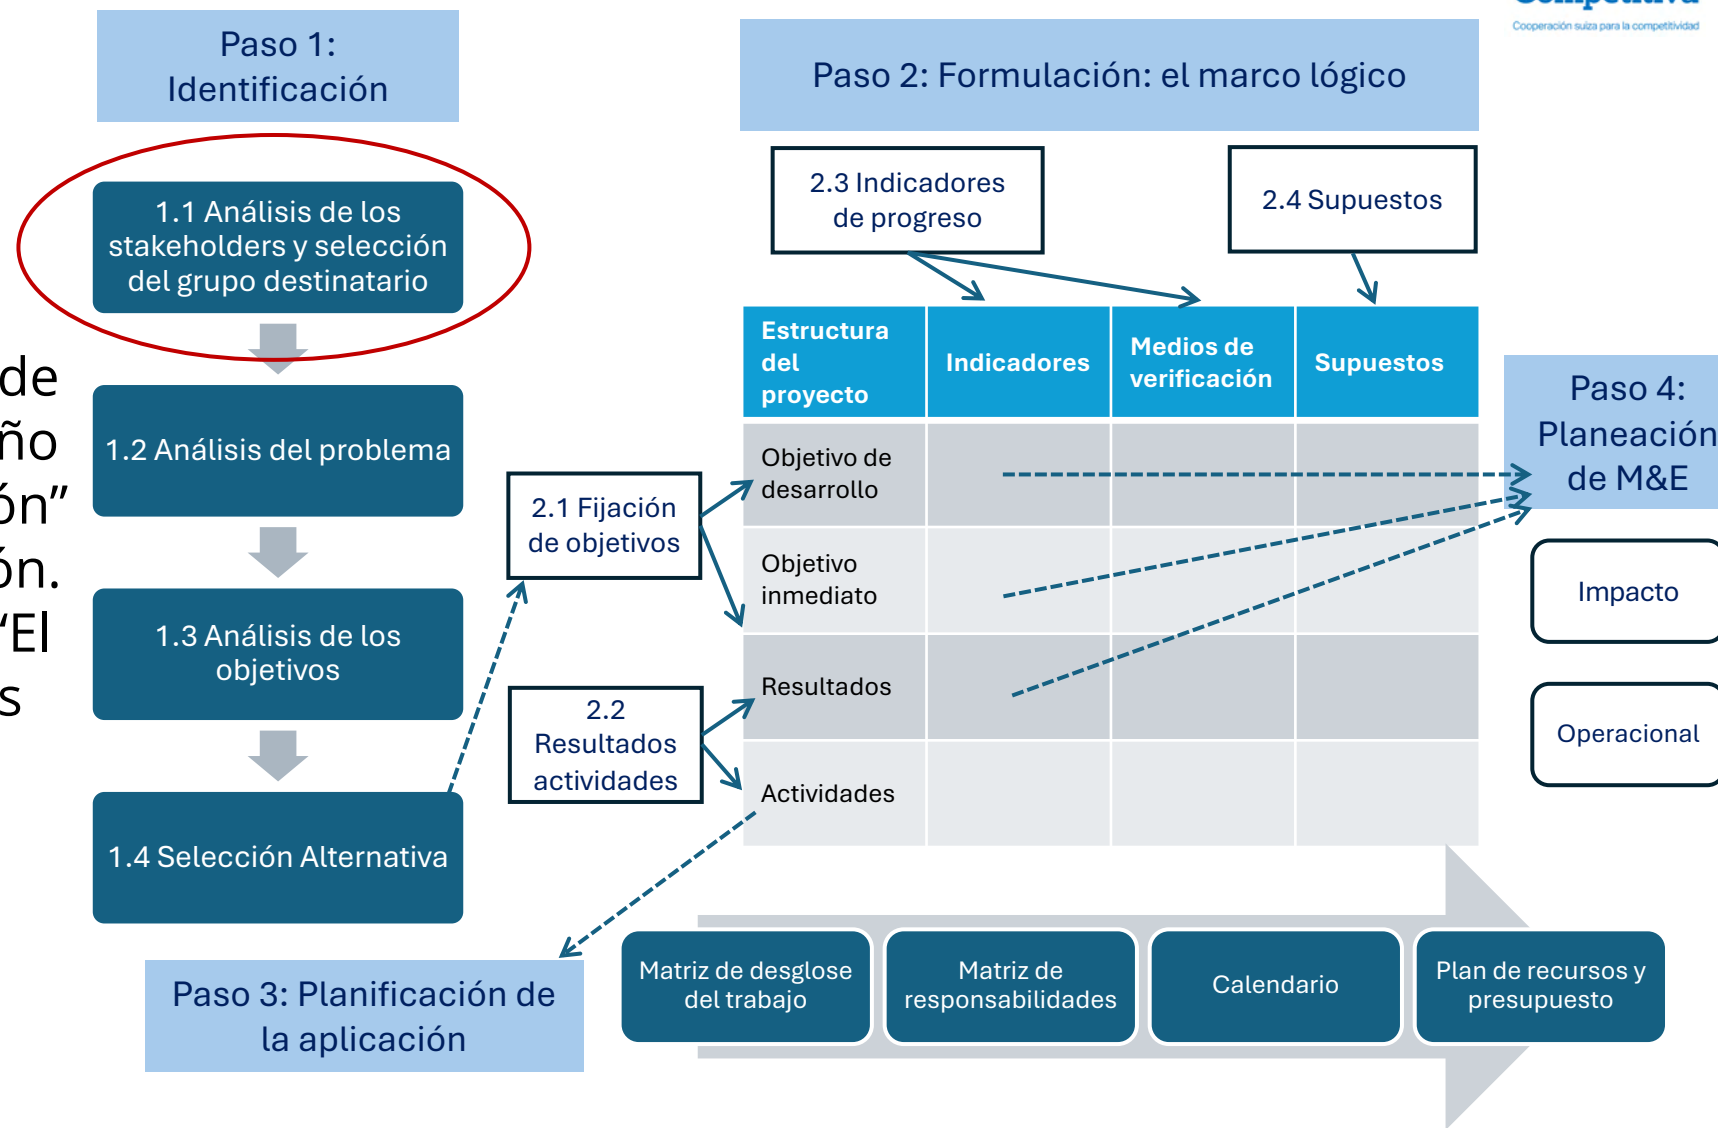 Cooperación suiza para la competitividad
Paso 1:
Identificación
Paso 2: Formulación: el marco lógico
1.1 Análisis de los
stakeholders y selección
del grupo destinatario
1.2 Análisis del problema
1.3 Análisis de los
objetivos
1.4 Selección Alternativa
de
ño
ón”
ón.
“El
s
2.3 Indicadores
de progreso
2.4 Supuestos
2.1 Fijación
de objetivos
2.2
Resultados
actividades
Estructura
del
proyecto
Indicadores
Medios de
verificación
Supuestos
Objetivo de
desarrollo
Objetivo
inmediato
Resultados
Actividades
Paso 4:
Planeación
de M&E
Impacto
Operacional
Paso 3: Planificación de
la aplicación
Matriz de desglose
del trabajo
Matriz de
responsabilidades
Calendario
Plan de recursos y
presupuesto